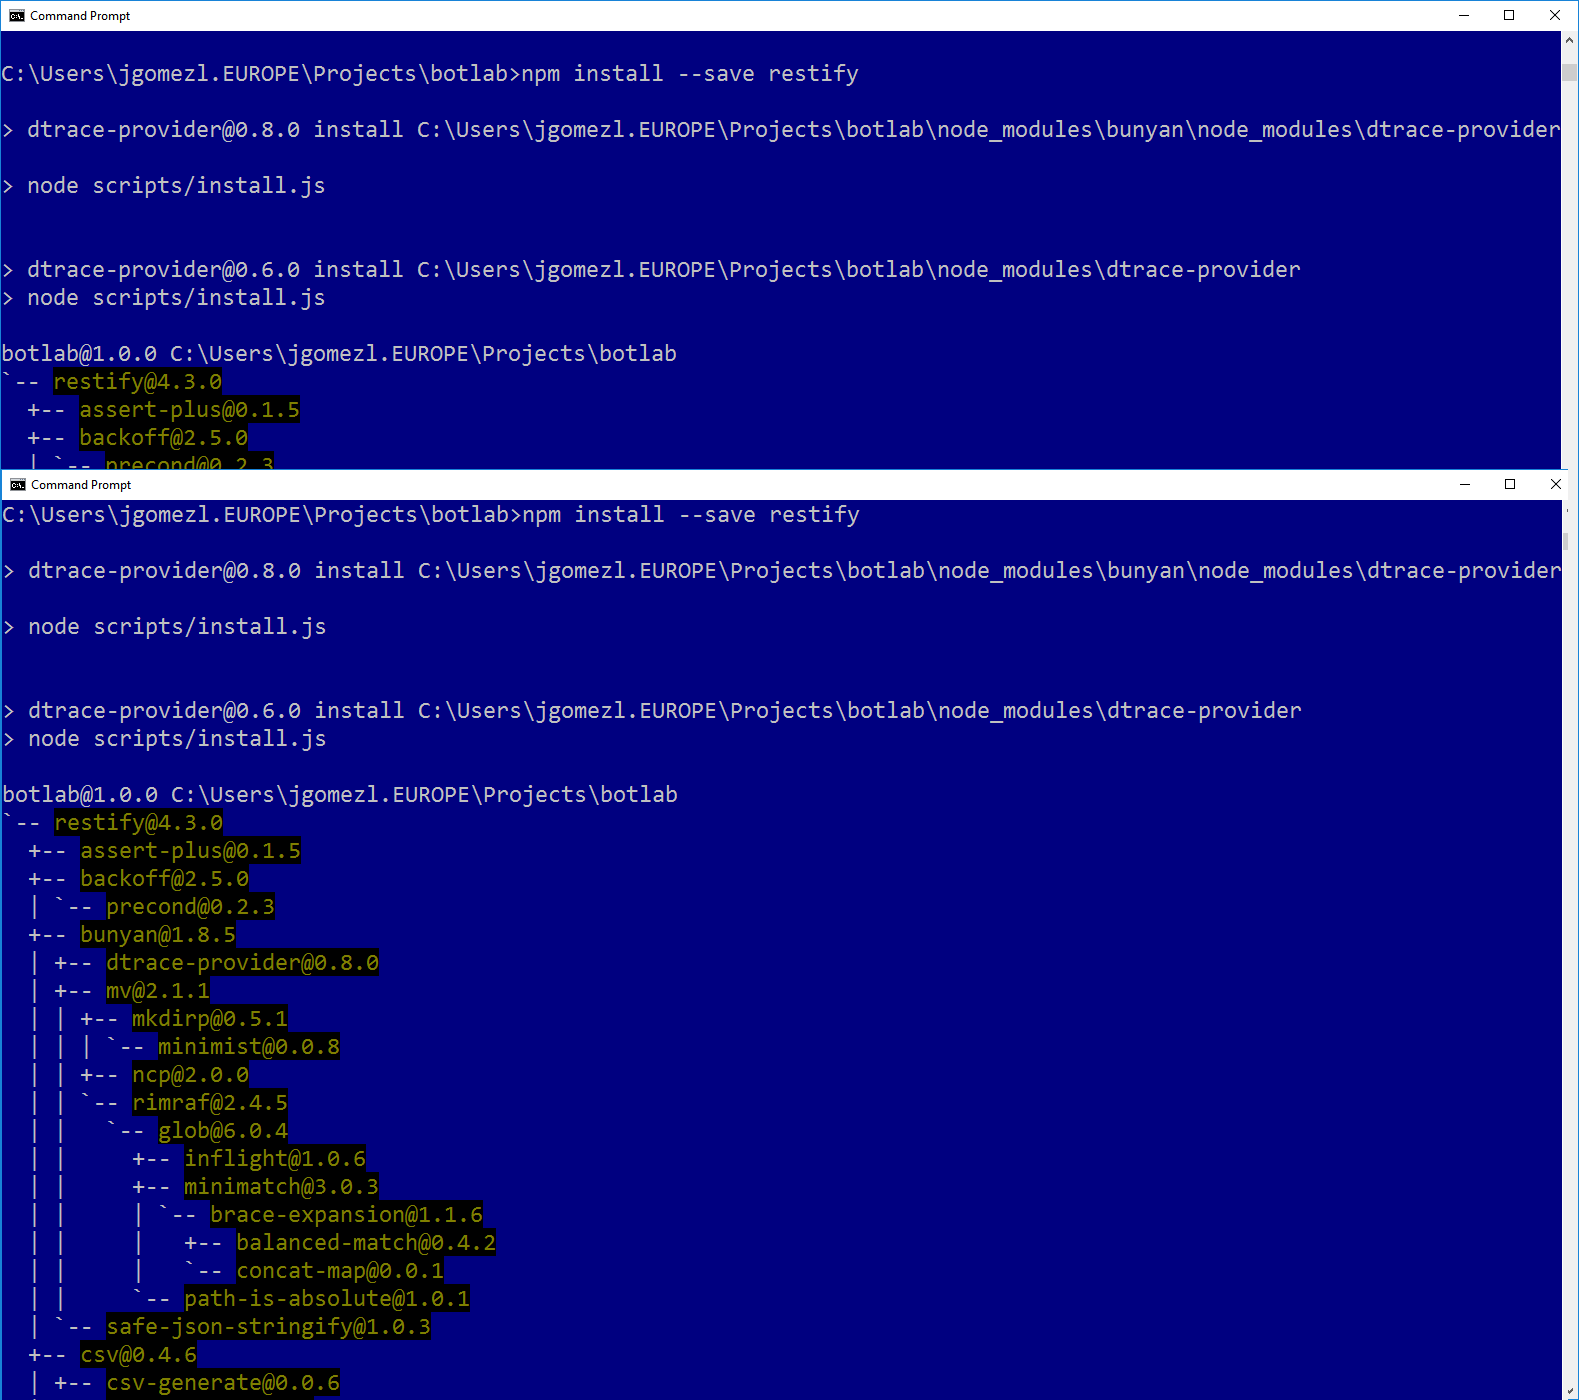 Command Prompt
C:\Users\jgomezl.EUROPE\Projects\botlab>npm install --save restify
> dtrace-provider@0.8.0 install C:\Users\jgomezl.EUROPE\Projects\botlab\node_modules\bunyan\node_modules\dtrace-provider
> node scripts/install.js
> dtrace-provider@0.6.0 install C:\Users\jgomezl.EUROPE\Projects\botlab\node_modules\dtrace-provider
> node scripts/install.js
botlab@1.0.0 C:\Users\jgomezl.EUROPE\Projects\botlab
`-- restify@4.3.0
  +-- assert-plus@0.1.5
  +-- backoff@2.5.0
  | `-- precond@0.2.3
Command Prompt
C:\Users\jgomezl.EUROPE\Projects\botlab>npm install --save restify
> dtrace-provider@0.8.0 install C:\Users\jgomezl.EUROPE\Projects\botlab\node_modules\bunyan\node_modules\dtrace-provider
> node scripts/install.js
> dtrace-provider@0.6.0 install C:\Users\jgomezl.EUROPE\Projects\botlab\node_modules\dtrace-provider
> node scripts/install.js
botlab@1.0.0 C:\Users\jgomezl.EUROPE\Projects\botlab
`-- restify@4.3.0
  +-- assert-plus@0.1.5
  +-- backoff@2.5.0
  | `-- precond@0.2.3
  +-- bunyan@1.8.5
  | +-- dtrace-provider@0.8.0
  | +-- mv@2.1.1
  | | +-- mkdirp@0.5.1
  | | | `-- minimist@0.0.8
  | | +-- ncp@2.0.0
  | | `-- rimraf@2.4.5
  | |   `-- glob@6.0.4
  | |     +-- inflight@1.0.6
  | |     +-- minimatch@3.0.3
  | |     | `-- brace-expansion@1.1.6
  | |     |   +-- balanced-match@0.4.2
  | |     |   `-- concat-map@0.0.1
  | |     `-- path-is-absolute@1.0.1
  | `-- safe-json-stringify@1.0.3
  +-- csv@0.4.6
  | +-- csv-generate@0.0.6